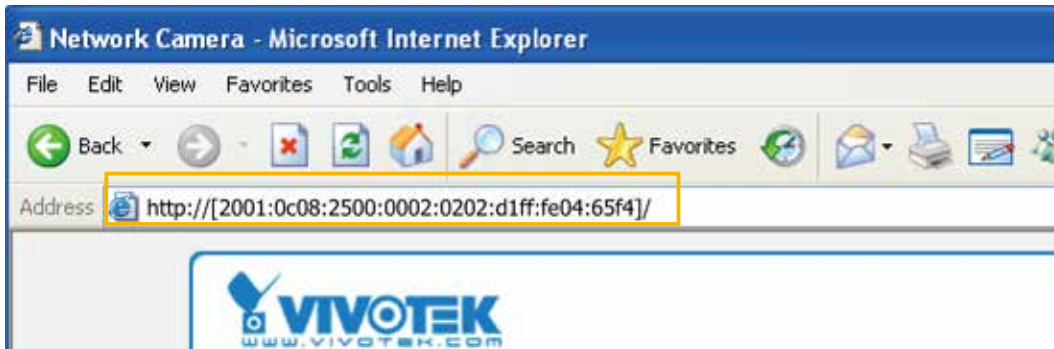 Network Camera - Microsoft Internet Explorer
File Edit View Favorites Tools Help
Back Search Favorites
Address http://[2001:0c08:2500:0002:0202:d1ff:fe04:65f4]/
VIVOTEK
www.vivotek.com